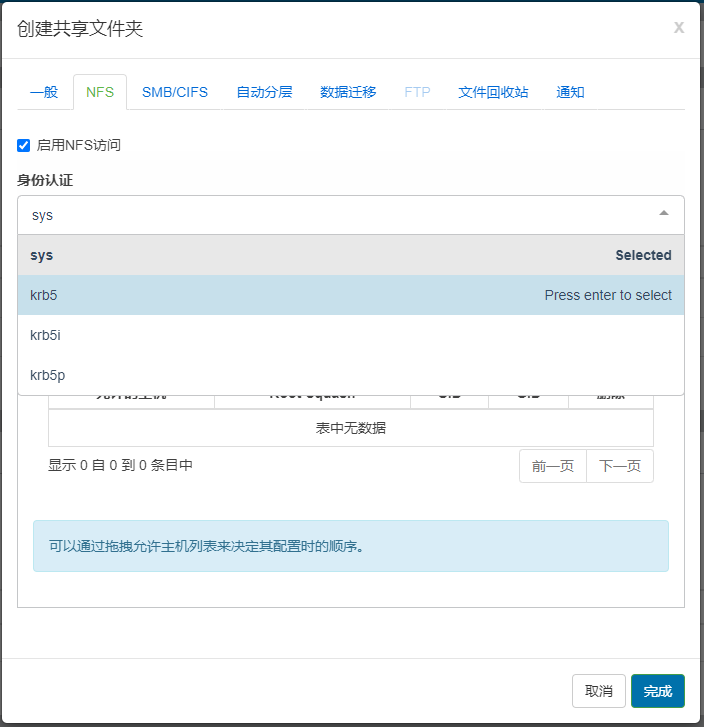 创建共享文件夹 x
一般 NFS SMB/CIFS 自动分层 数据迁移 FTP 文件回收站 通知
启用NFS访问
身份认证
sys
sys Selected
krb5 Press enter to select
krb5i
krb5p
表中无数据
显示 0 自 0 到 0 条目中 前一页 下一页
可以通过拖拽允许主机列表来决定其配置时的顺序。
取消 完成